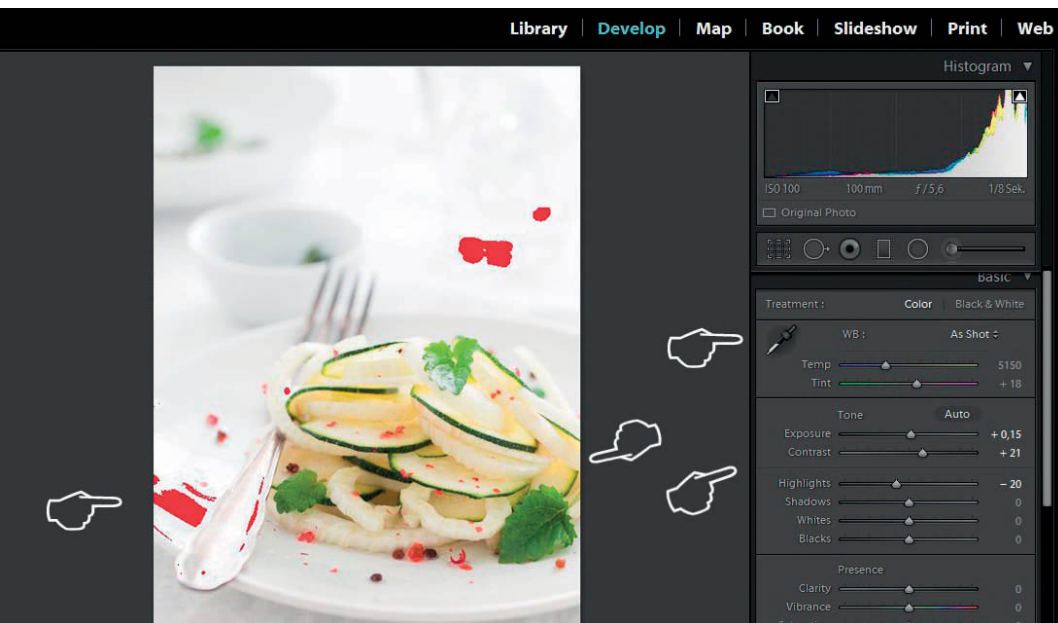 Library Develop Map Book Slideshow Print Web
Histogram
ISO 100 100 mm ƒ/5,6 1/8 Sek.
Original Photo
Basic
Treatment : Color Black & White
WB : As Shot
Temp 5150
Tint + 18
Tone Auto
Exposure + 0,15
Contrast + 21
Highlights − 20
Shadows 0
Whites 0
Blacks 0
Presence
Clarity 0
Vibrance 0